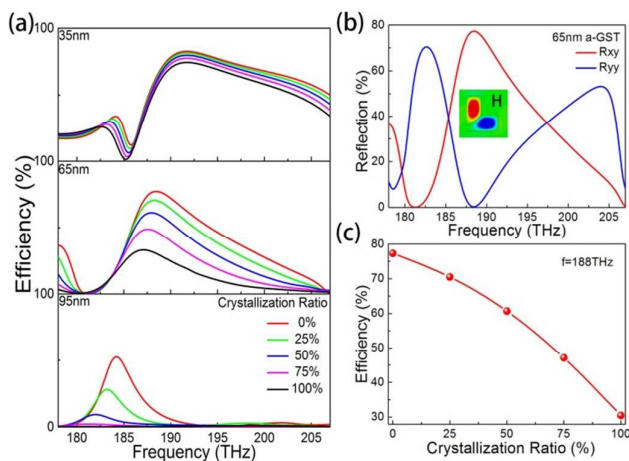 (a)
100
35nm
100
65nm
Efficiency (%)
100
95nm
Crystallization Ratio
0%
25%
50%
75%
100%
0
180 185 190 195 200 205
Frequency (THz)
(b)
80
60
40
20
0
Reflection (%)
65nm a-GST
Rxy
Ryy
H
180 185 190 195 200 205
Frequency (THz)
(c)
80
70
60
50
40
30
Efficiency (%)
f=188THz
0 25 50 75 100
Crystallization Ratio (%)